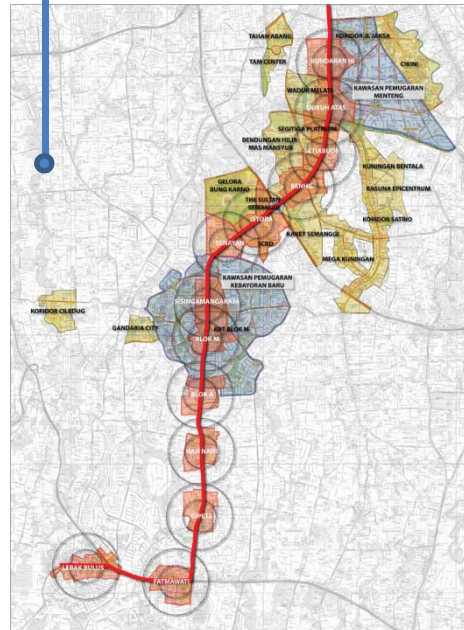 TAHAN ABANG
KORIDOR JL JAKSA
TAM CENTER
BUNDARAN HI
CIKINI
WADUK MELATI
KAWASAN PEMUGARAN
MENTENG
DUKUH ATAS
SEGITIGA PLATINUM
BENDUNGAN HILIR
MAS MANSYUR
SETIABUDI
KUNINGAN BENTALA
GELORA
BUNG KARNO
BENHIL
RASUNA EPICENTRUM
THE SULTAN
SEMANGGI
ISTORA
KORIDOR SATRIO
KARET SEMANGGI
SENAYAN
SCBD
MEGA KUNINGAN
KAWASAN PEMUGARAN
KEBAYORAN BARU
SISINGAMANGARAJA
KORIDOR CILEDUG
GANDARIA CITY
KBT BLOK M
BLOK M
BLOK A
HAJI NAWI
CIPETE
LEBAK BULUS
FATMAWATI